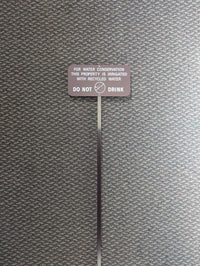 FOR WATER CONSERVATION
THIS PROPERTY IS IRRIGATED
WITH RECYCLED WATER
DO NOT DRINK